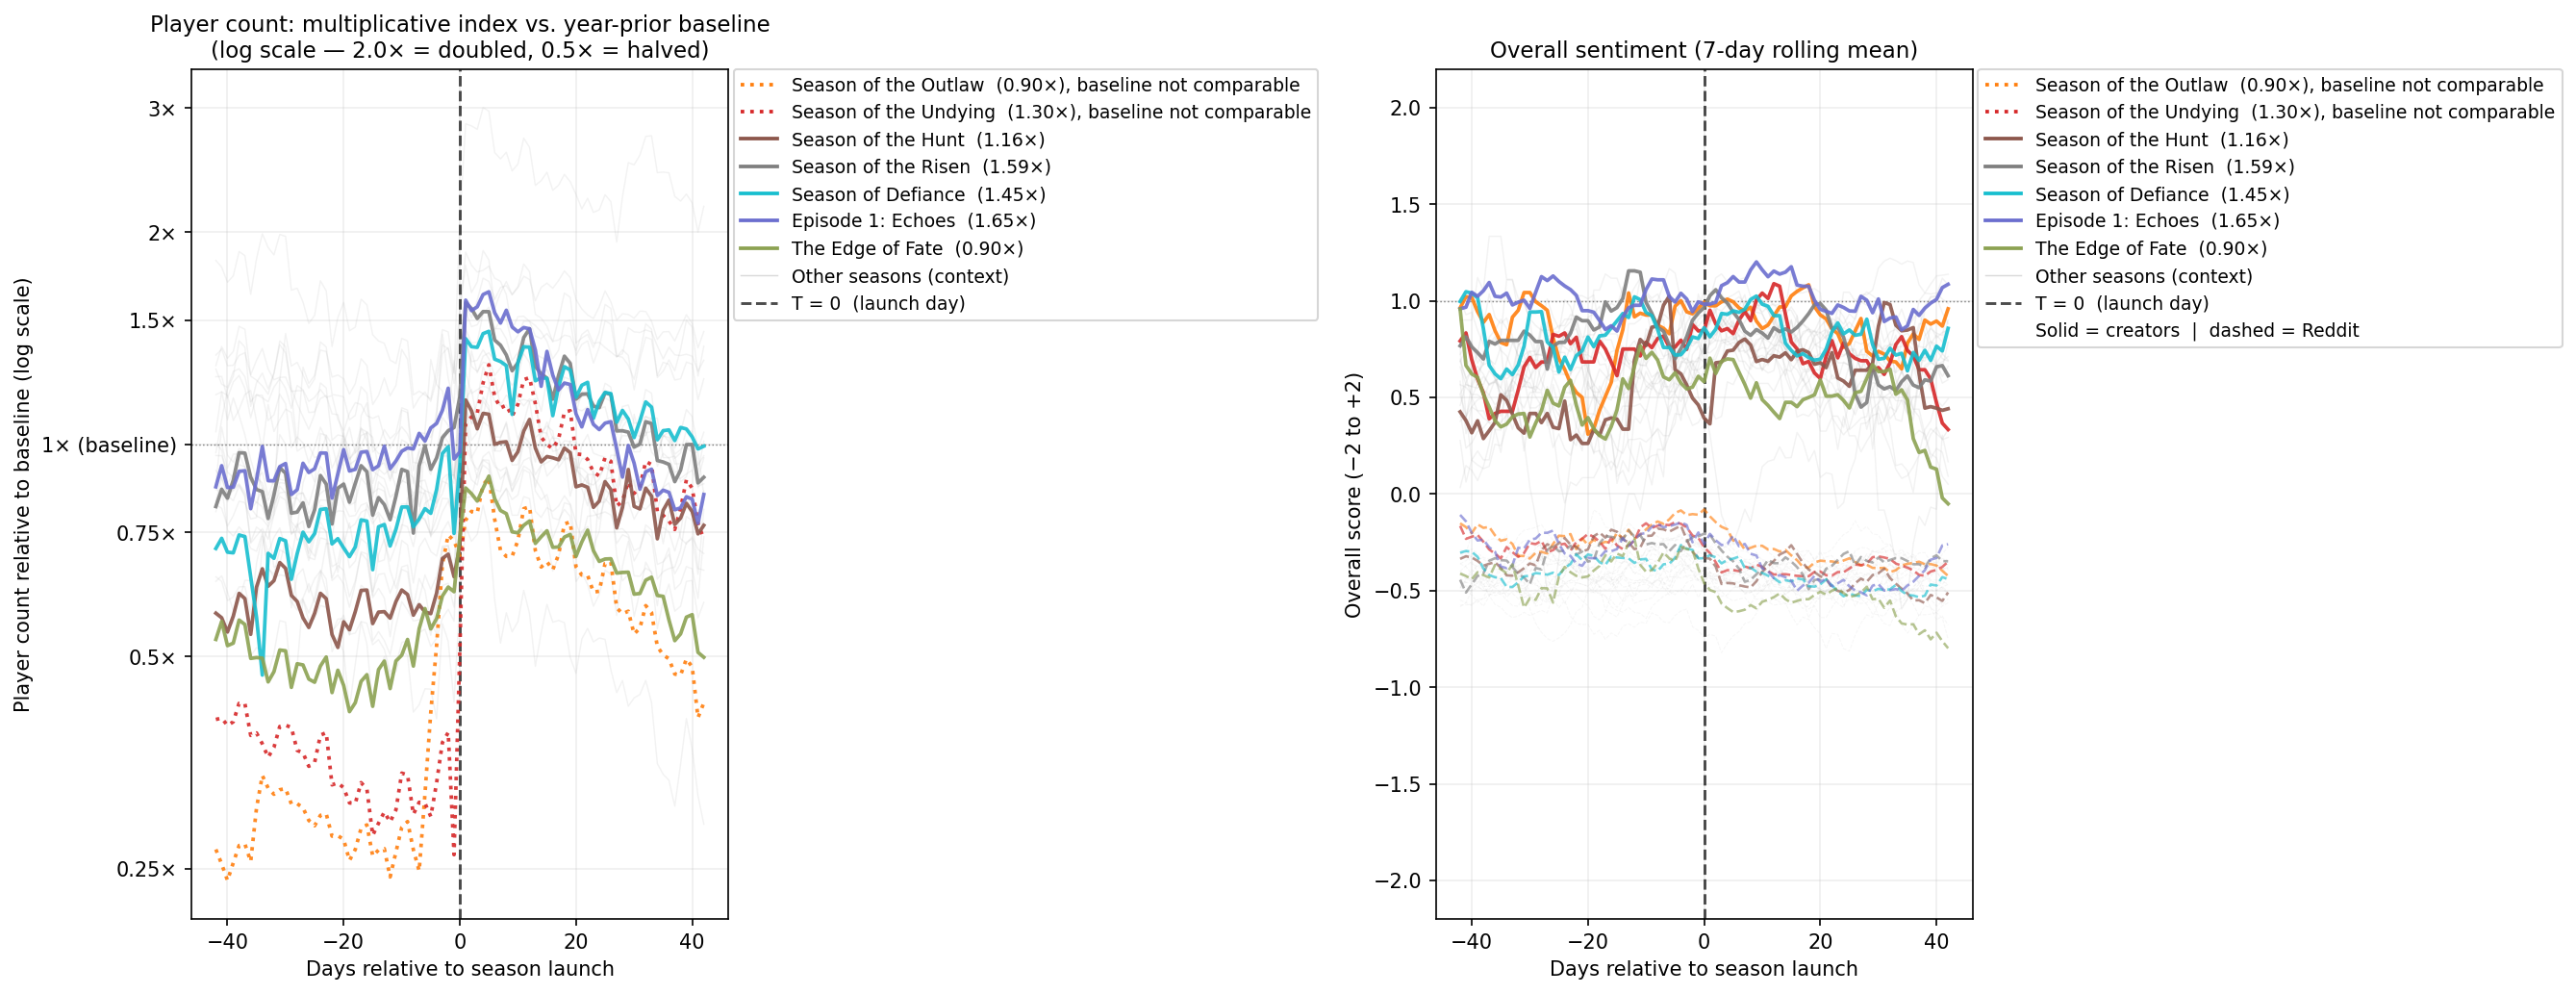 Player count: multiplicative index vs. year-prior baseline
(log scale — 2.0× = doubled, 0.5× = halved)
Player count relative to baseline (log scale)
3×
2×
1.5×
1× (baseline)
0.75×
0.5×
0.25×
−40
−20
0
20
40
Days relative to season launch
Season of the Outlaw (0.90×), baseline not comparable
Season of the Undying (1.30×), baseline not comparable
Season of the Hunt (1.16×)
Season of the Risen (1.59×)
Season of Defiance (1.45×)
Episode 1: Echoes (1.65×)
The Edge of Fate (0.90×)
Other seasons (context)
T = 0 (launch day)
Overall sentiment (7-day rolling mean)
Overall score (−2 to +2)
2.0
1.5
1.0
0.5
0.0
−0.5
−1.0
−1.5
−2.0
−40
−20
0
20
40
Days relative to season launch
Season of the Outlaw (0.90×), baseline not comparable
Season of the Undying (1.30×), baseline not comparable
Season of the Hunt (1.16×)
Season of the Risen (1.59×)
Season of Defiance (1.45×)
Episode 1: Echoes (1.65×)
The Edge of Fate (0.90×)
Other seasons (context)
T = 0 (launch day)
Solid = creators | dashed = Reddit